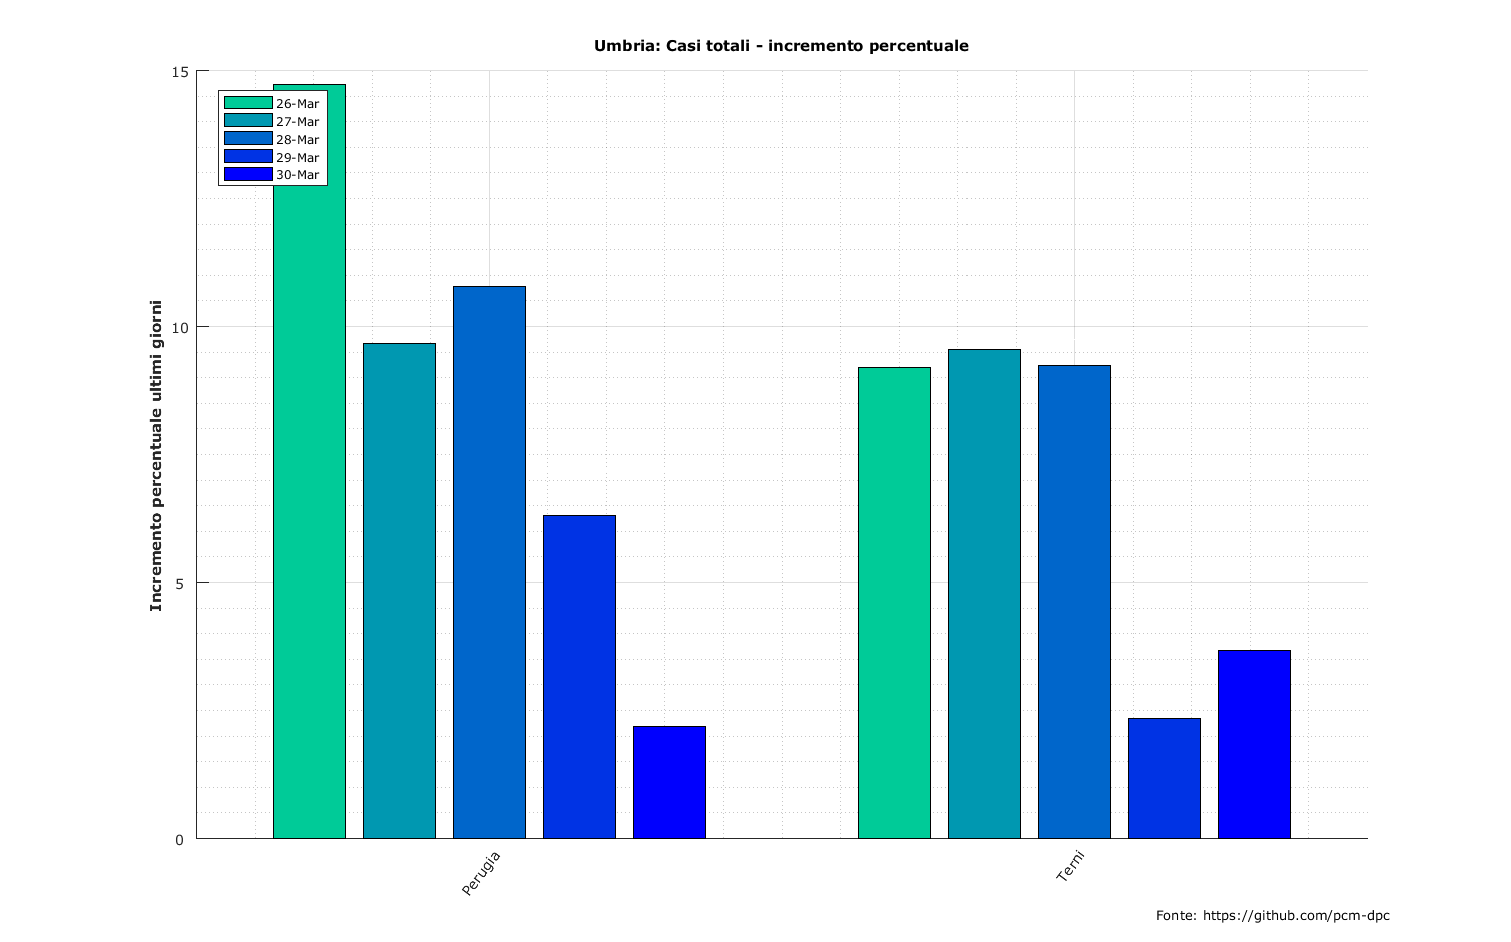 Umbria: Casi totali - incremento percentuale
Incremento percentuale ultimi giorni
15
10
5
0
26-Mar
27-Mar
28-Mar
29-Mar
30-Mar
Perugia
Terni
Fonte: https://github.com/pcm-dpc